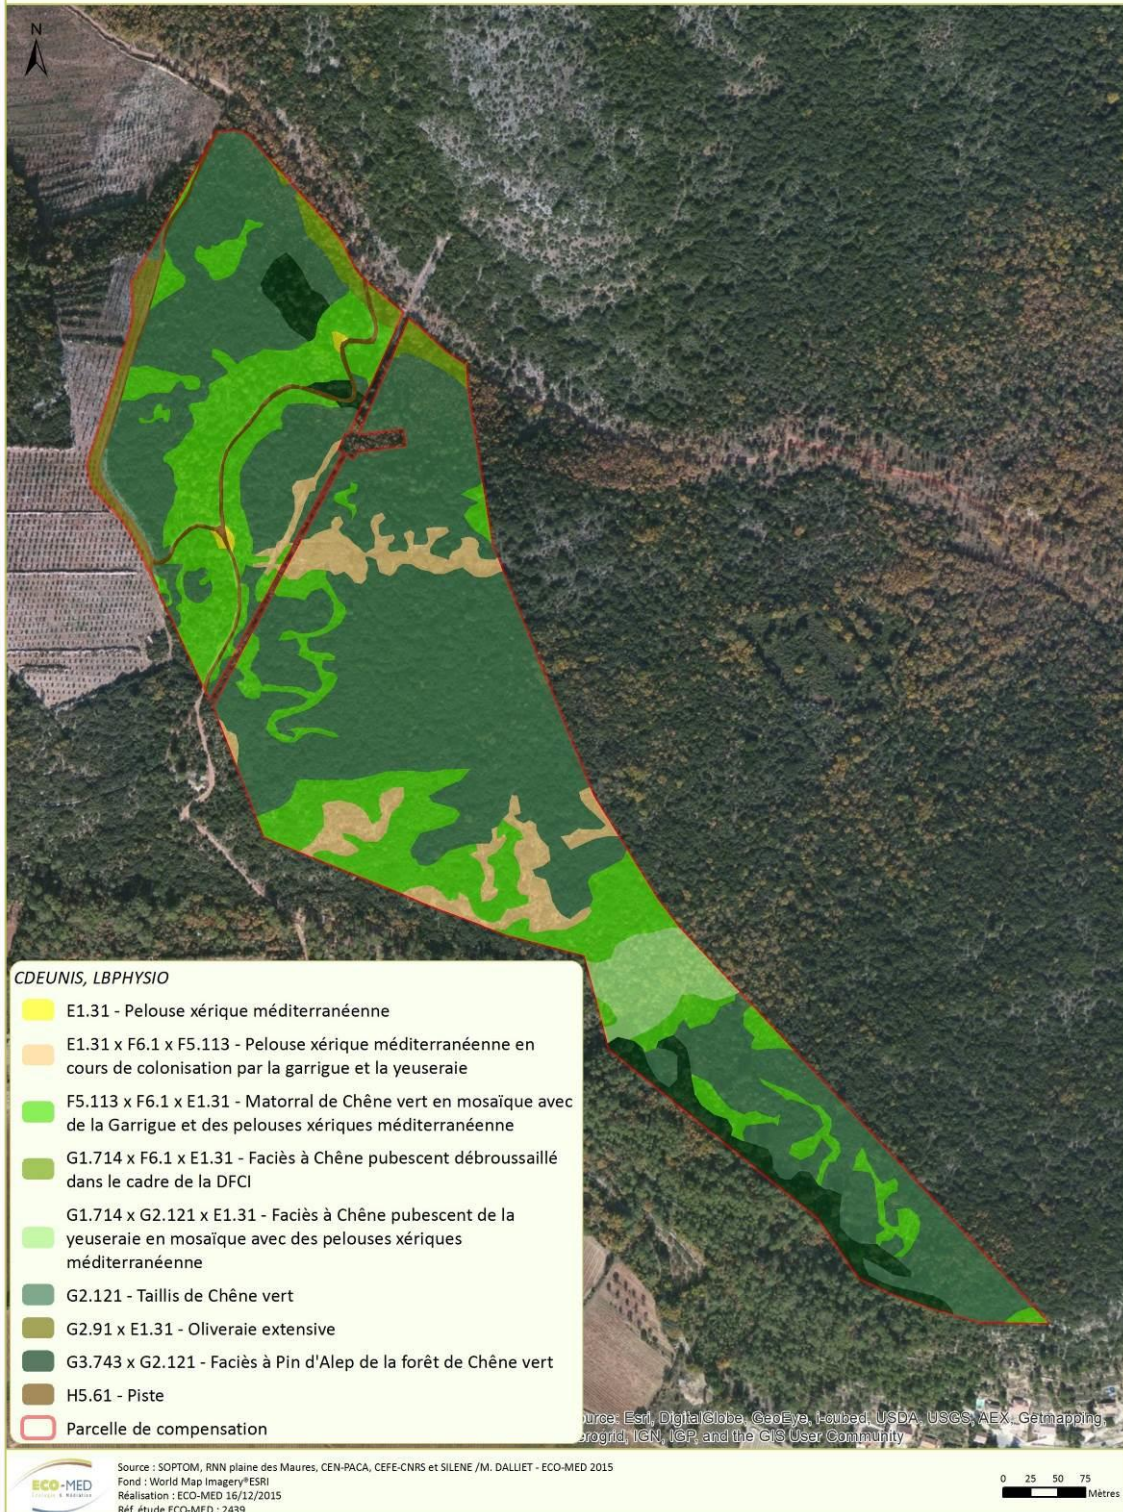 N
CDEUNIS, LBPHYSIO
E1.31 - Pelouse xérique méditerranéenne
E1.31 x F6.1 x F5.113 - Pelouse xérique méditerranéenne en
cours de colonisation par la garrigue et la yeuseraie
F5.113 x F6.1 x E1.31 - Matorral de Chêne vert en mosaïque avec
de la Garrigue et des pelouses xériques méditerranéenne
G1.714 x F6.1 x E1.31 - Faciès à Chêne pubescent débroussaillé
dans le cadre de la DFCI
G1.714 x G2.121 x E1.31 - Faciès à Chêne pubescent de la
yeuseraie en mosaïque avec des pelouses xériques
méditerranéenne
G2.121 - Taillis de Chêne vert
G2.91 x E1.31 - Oliveraie extensive
G3.743 x G2.121 - Faciès à Pin d'Alep de la forêt de Chêne vert
H5.61 - Piste
Parcelle de compensation
urce: Esri, DigitalGlobe, GeoEye, i-cubed, USDA, USGS, AEX, Getmapping,
erogrid, IGN, IGP, and the GIS User Community
ECO-MED
Ecologie & Médiation
Source : SOPTOM, RNN plaine des Maures, CEN-PACA, CEFE-CNRS et SILENE /M. DALLIET - ECO-MED 2015
Fond : World Map Imagery®ESRI
Réalisation : ECO-MED 16/12/2015
Réf. étude ECO-MED : 2439
0 25 50 75
Mètres